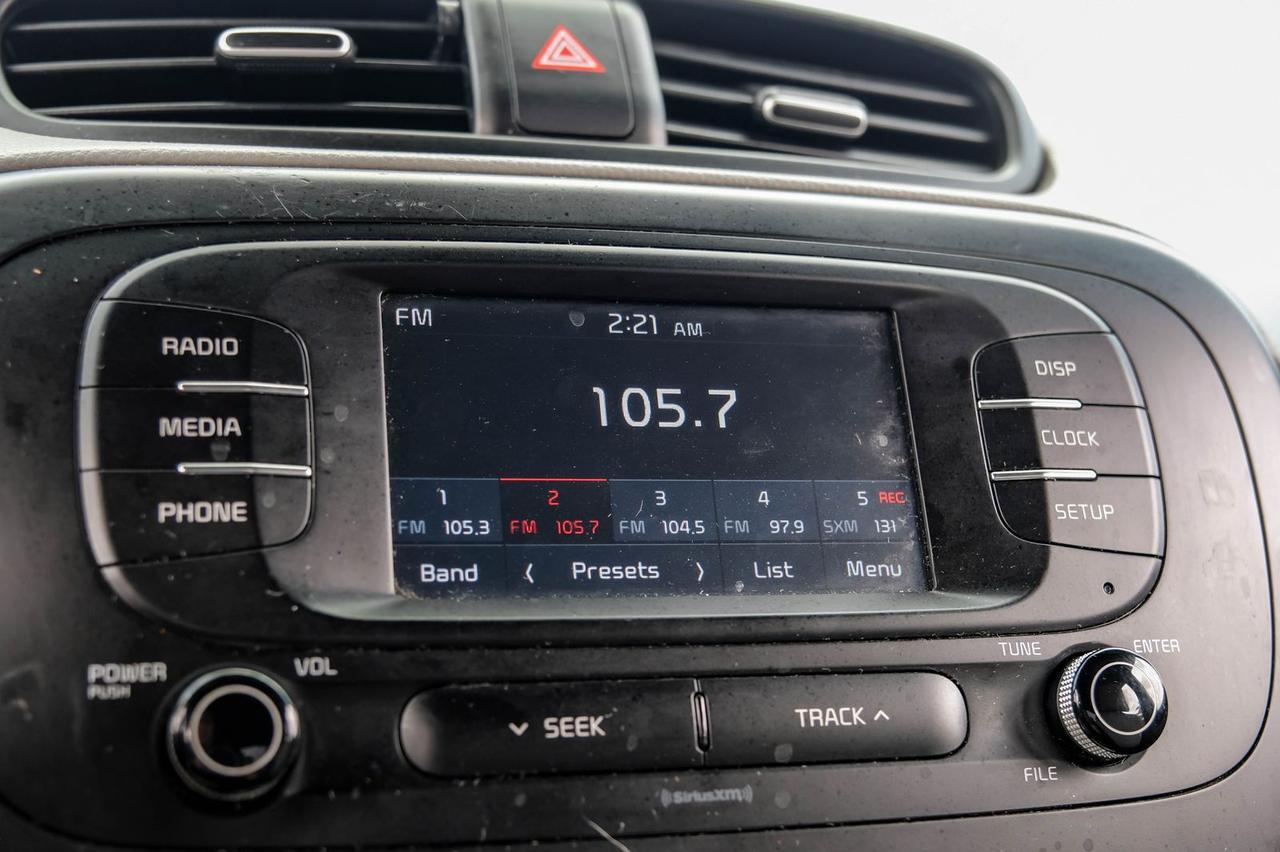 FM 2:21 AM
105.7
1 2 3 4 5 REC
FM 105.3 FM 105.7 FM 104.5 FM 97.9 SXM 131
Band ❬ Presets ❭ List Menu
RADIO
MEDIA
PHONE
DISP
CLOCK
SETUP
POWER
PUSH
VOL
SEEK
TRACK
TUNE
ENTER
FILE
((SiriusXM))